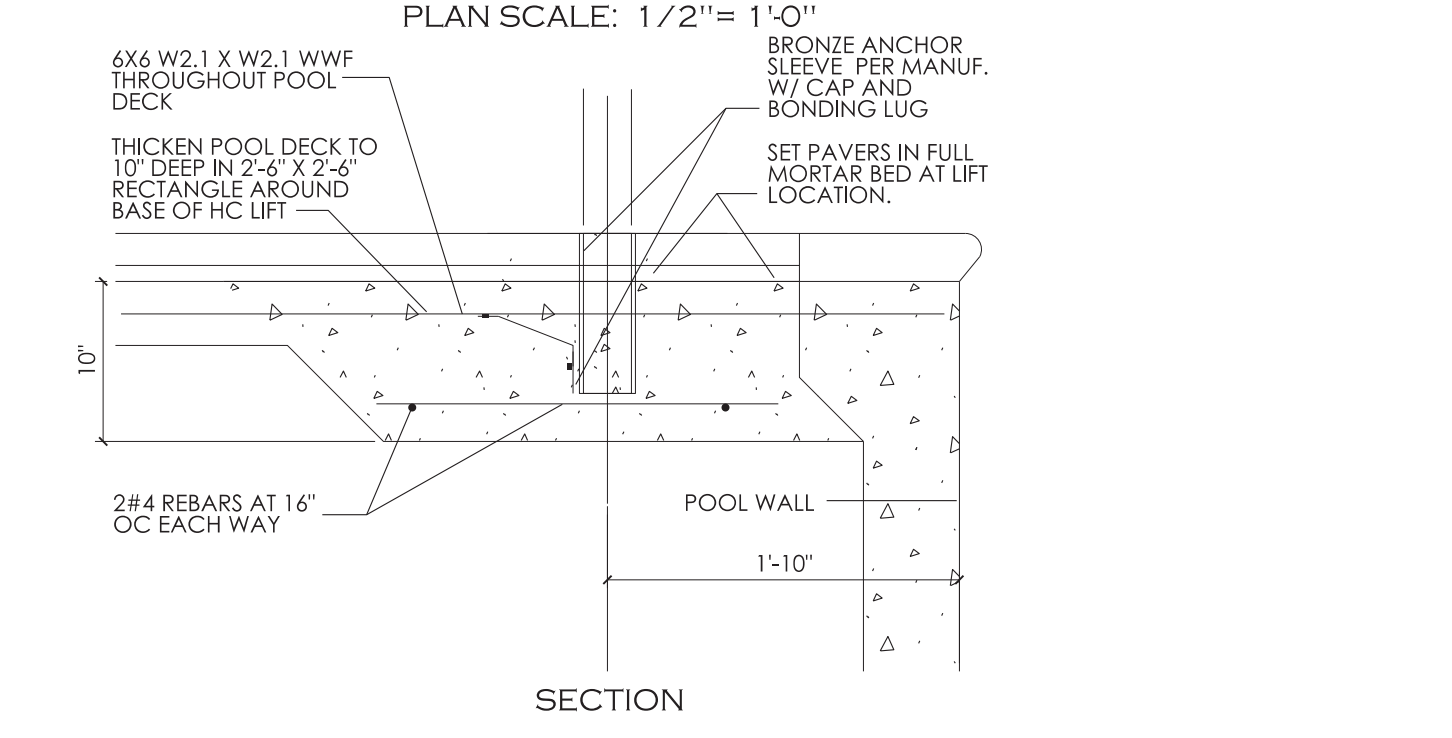 PLAN SCALE: 1/2"= 1'-0"
6X6 W2.1 X W2.1 WWF
THROUGHOUT POOL
DECK
THICKEN POOL DECK TO
10" DEEP IN 2'-6" X 2'-6"
RECTANGLE AROUND
BASE OF HC LIFT
BRONZE ANCHOR
SLEEVE PER MANUF.
W/ CAP AND
BONDING LUG
SET PAVERS IN FULL
MORTAR BED AT LIFT
LOCATION.
10"
2#4 REBARS AT 16"
OC EACH WAY
POOL WALL
1'-10"
SECTION